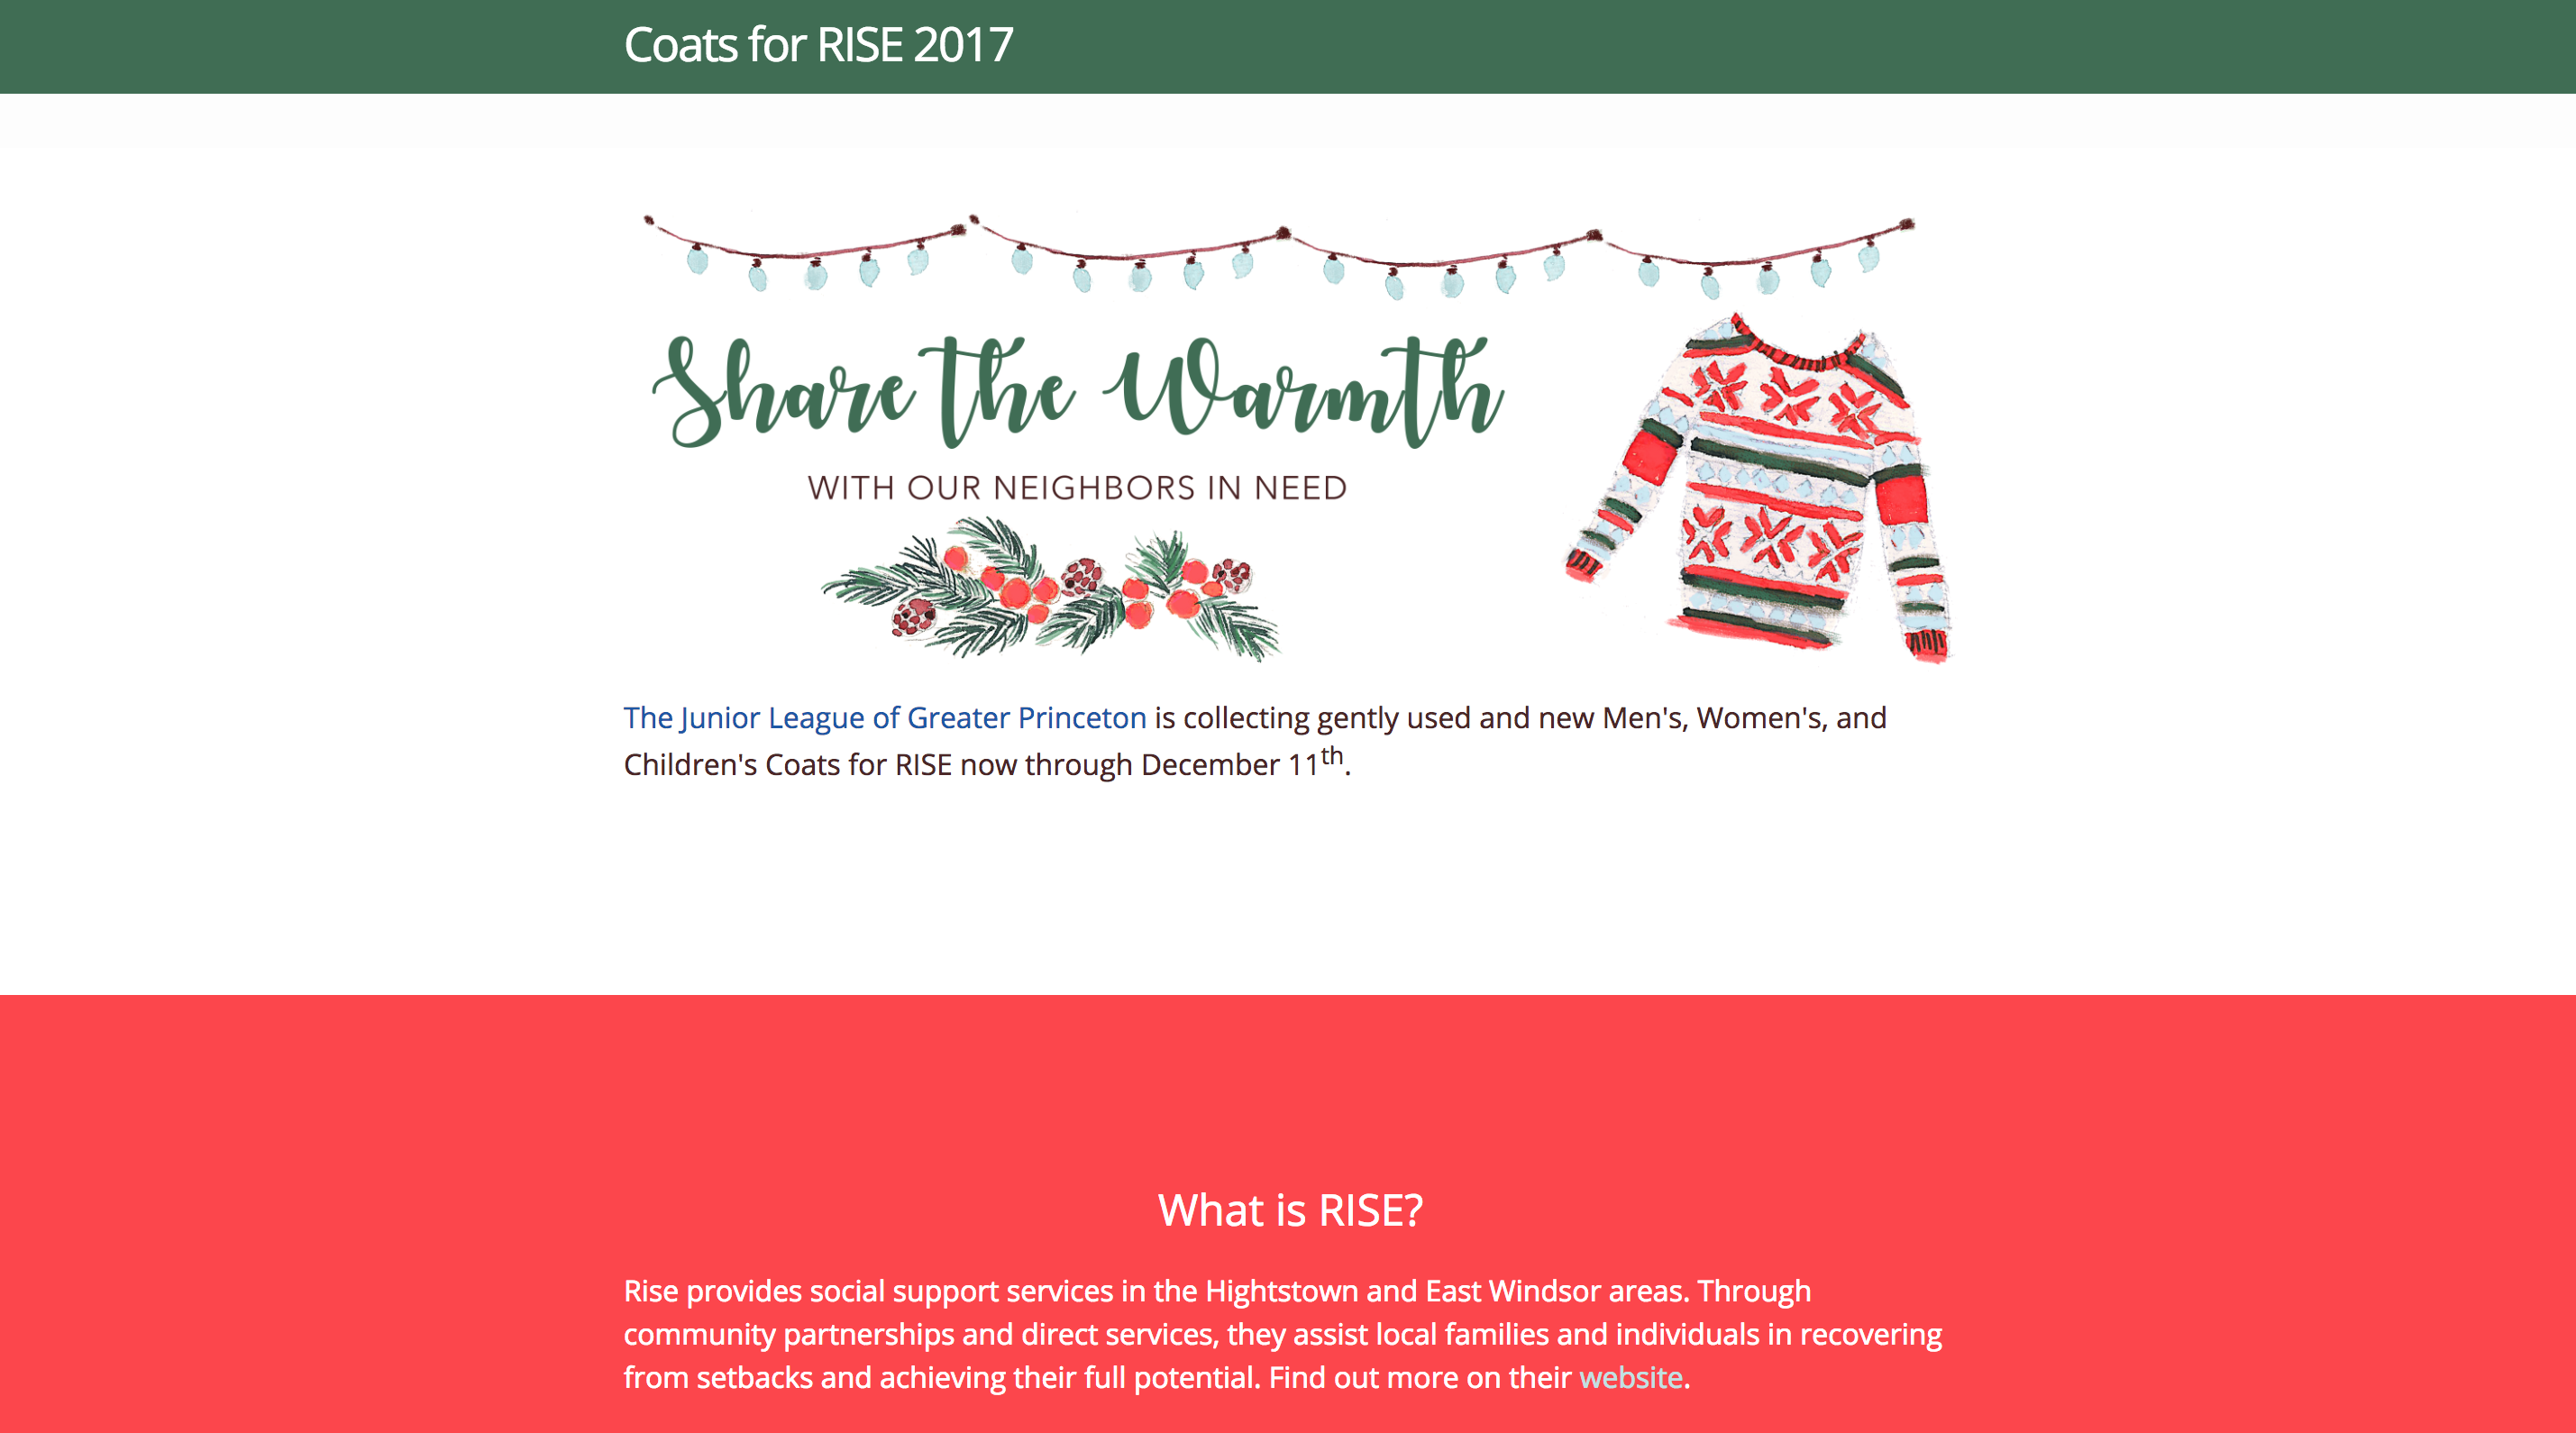 Coats for RISE 2017
Share the Warmth
WITH OUR NEIGHBORS IN NEED
The Junior League of Greater Princeton is collecting gently used and new Men's, Women's, and
Children's Coats for RISE now through December 11th.
What is RISE?
Rise provides social support services in the Hightstown and East Windsor areas. Through
community partnerships and direct services, they assist local families and individuals in recovering
from setbacks and achieving their full potential. Find out more on their website.